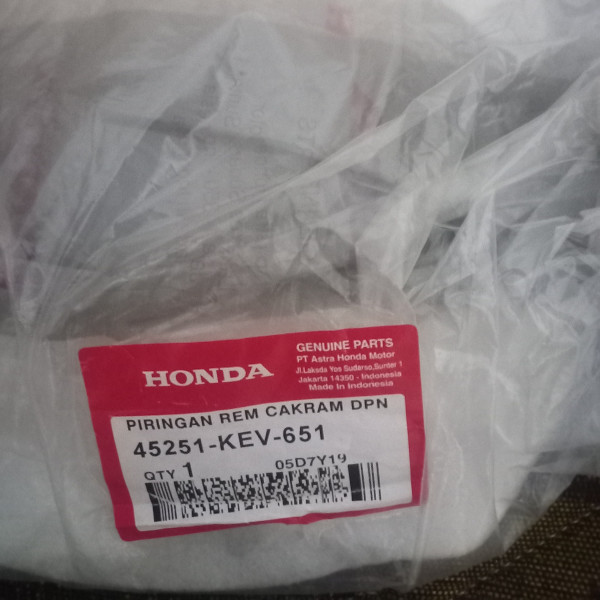 HONDA
GENUINE PARTS
PT Astra Honda Motor
Jl.Laksda Yos Sudarso,Sunter 1
Jakarta 14350 - Indonesia
Made in Indonesia
PIRINGAN REM CAKRAM DPN
45251-KEV-651
QTY 1 05D7Y19